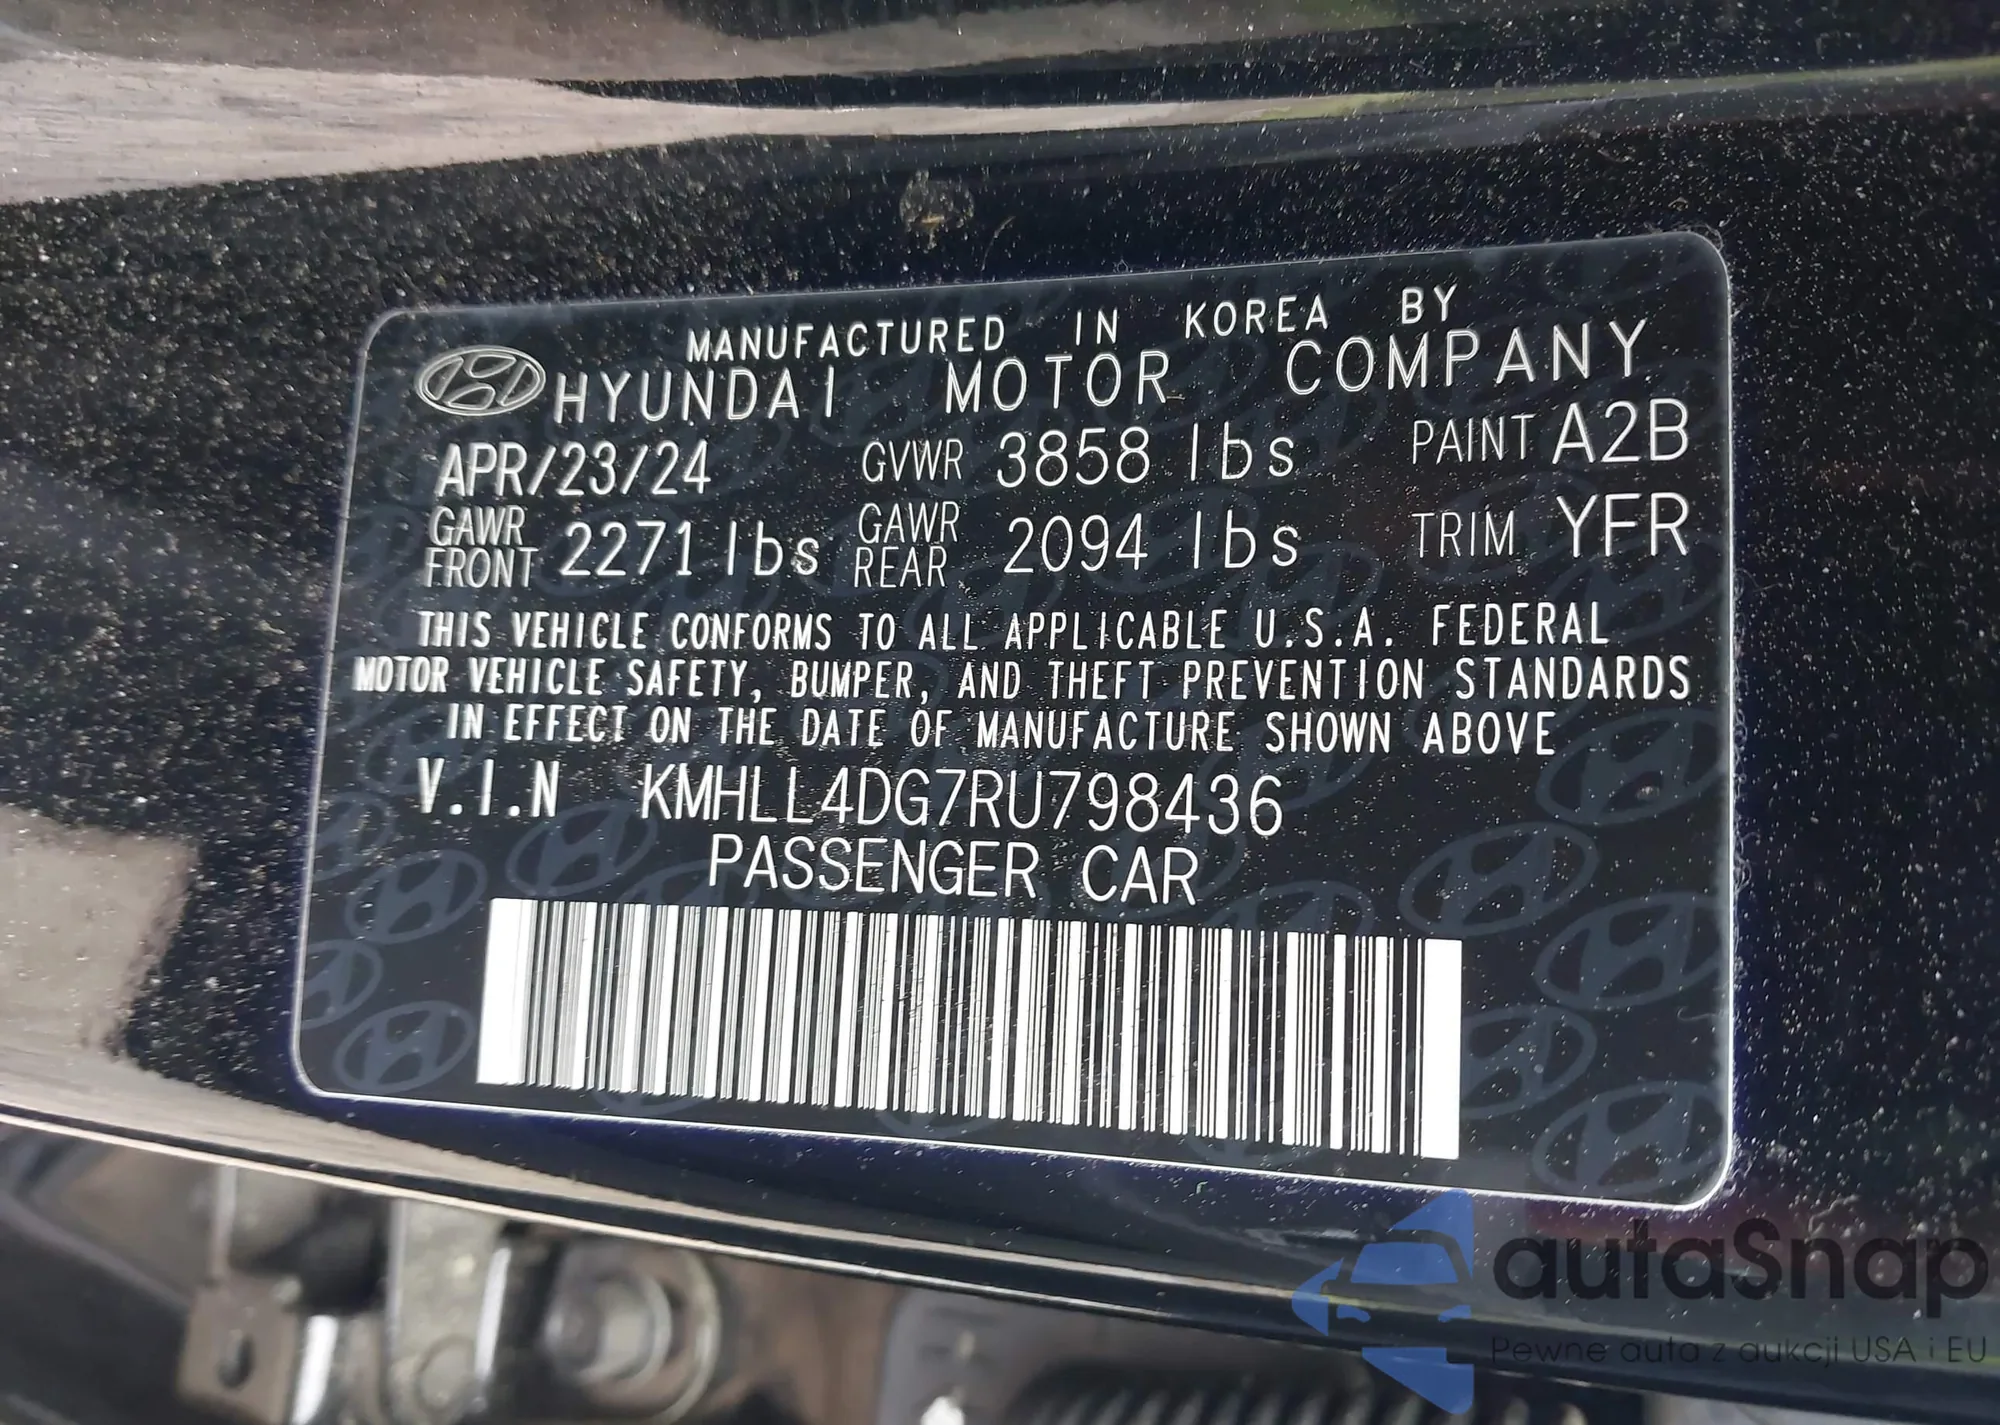 MANUFACTURED IN KOREA BY
HYUNDAI MOTOR COMPANY
APR/23/24 GVWR 3858 lbs PAINT A2B
GAWR FRONT 2271 lbs GAWR REAR 2094 lbs TRIM YFR
THIS VEHICLE CONFORMS TO ALL APPLICABLE U.S.A. FEDERAL
MOTOR VEHICLE SAFETY, BUMPER, AND THEFT PREVENTION STANDARDS
IN EFFECT ON THE DATE OF MANUFACTURE SHOWN ABOVE
V.I.N KMHLL4DG7RU798436
PASSENGER CAR
autaSnap
Pewne auta z aukcji USA i EU